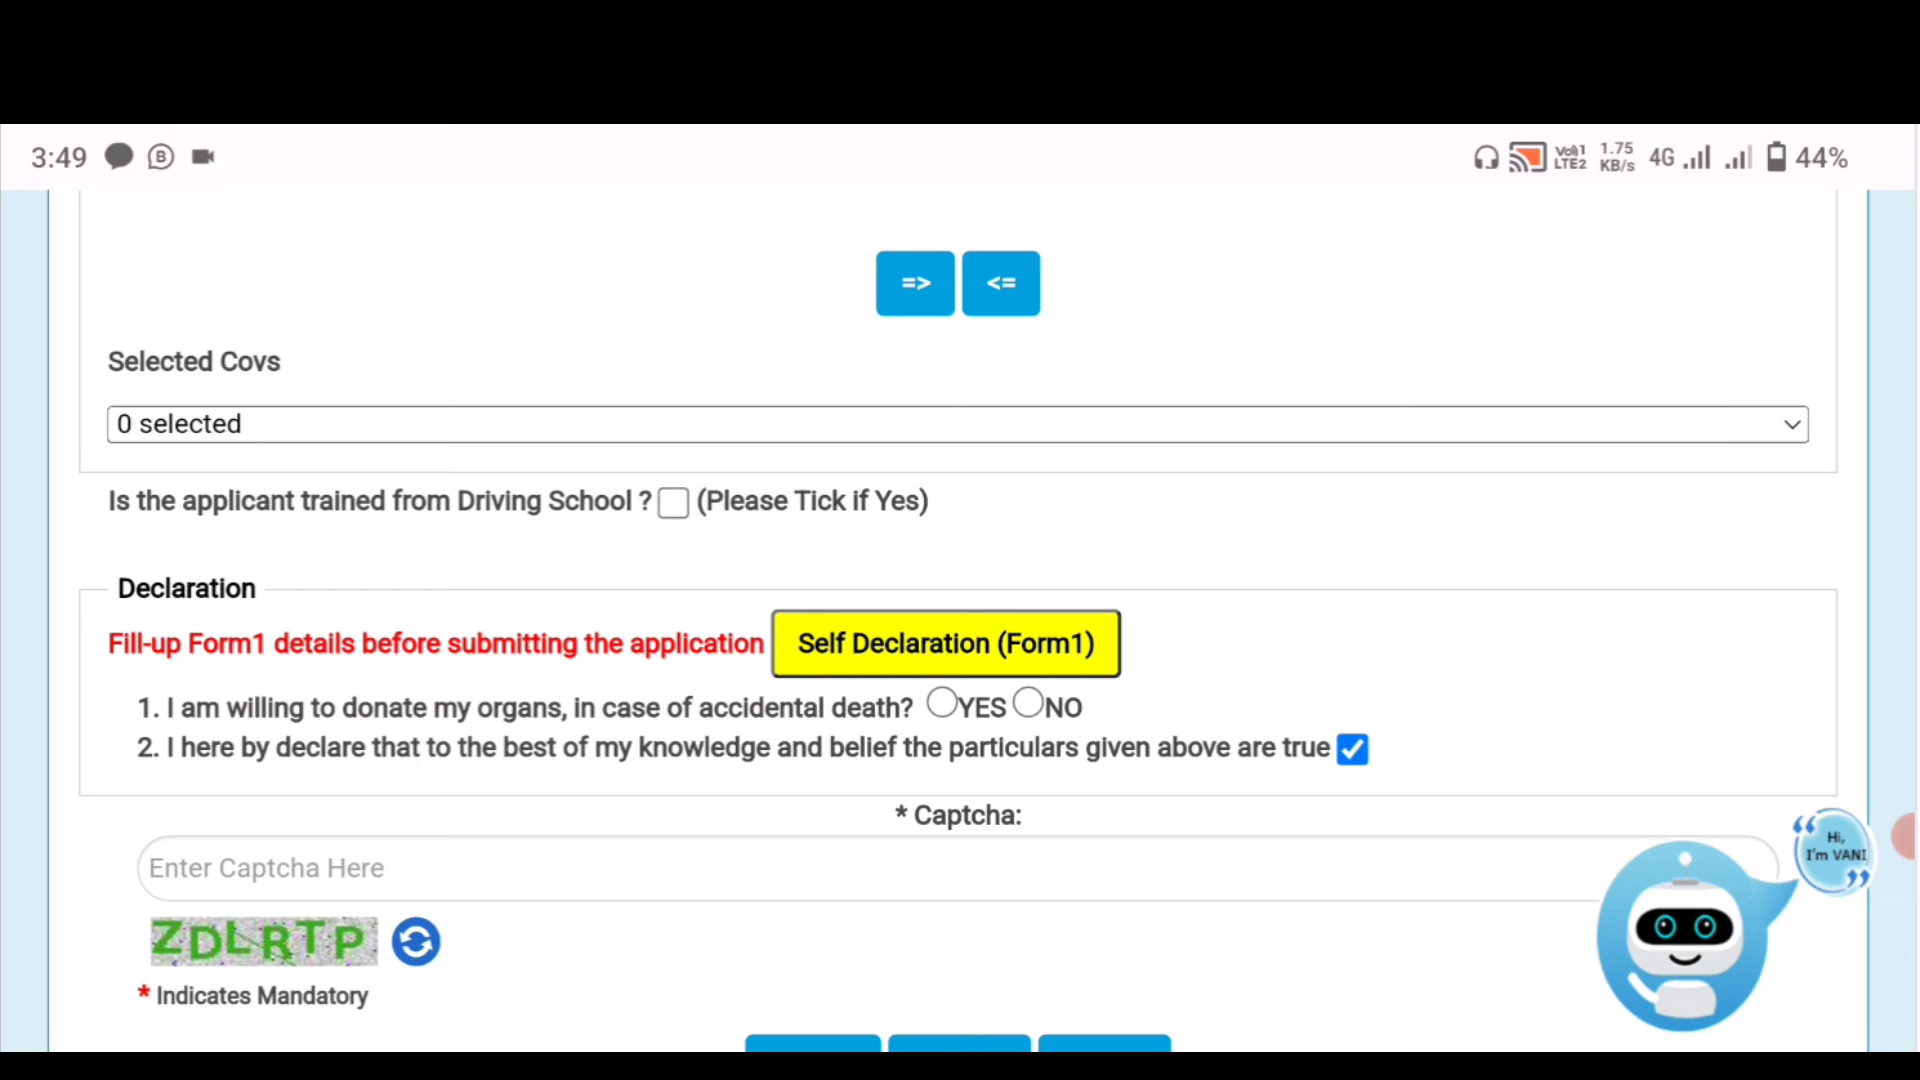 3:49 B Vo))1 LTE2 1.75 KB/s 4G 44%
=> <=
Selected Covs
0 selected
Is the applicant trained from Driving School ? (Please Tick if Yes)
Declaration
Fill-up Form1 details before submitting the application Self Declaration (Form1)
1. I am willing to donate my organs, in case of accidental death? YES NO
2. I here by declare that to the best of my knowledge and belief the particulars given above are true
* Captcha:
Enter Captcha Here
“ Hi, I'm VANI ”
ZDLRTP
* Indicates Mandatory